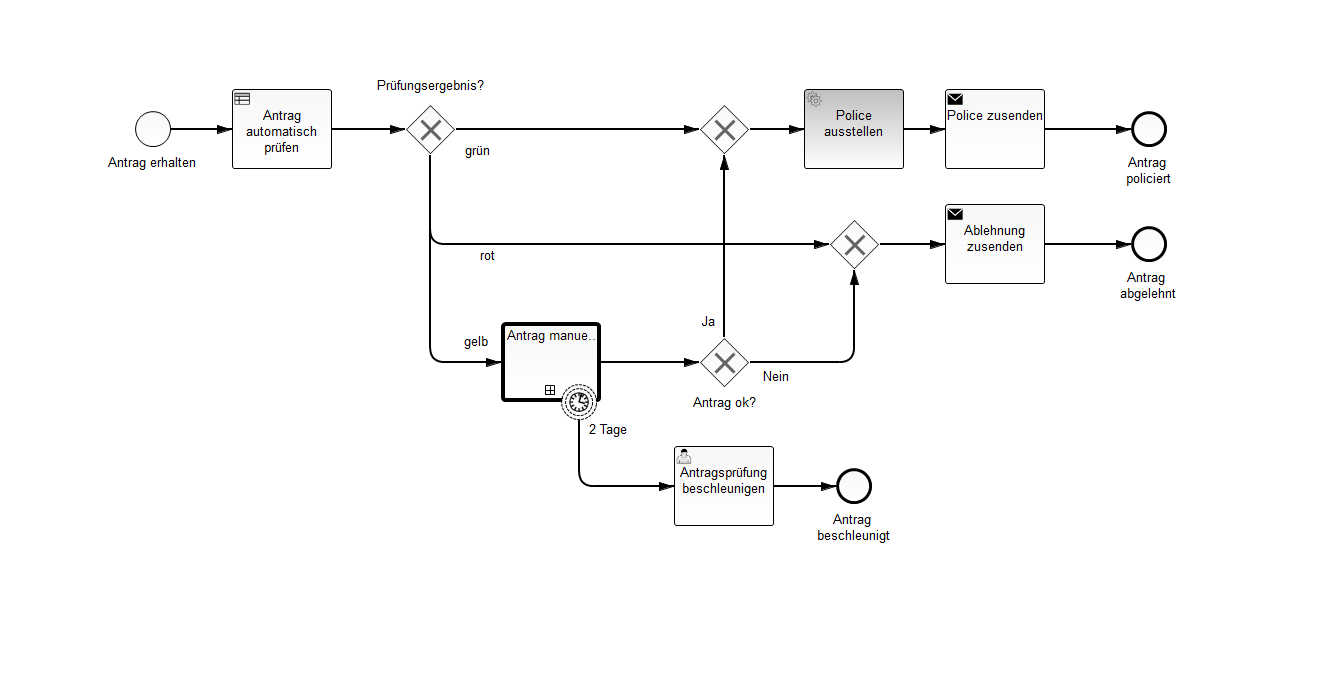 Prüfungsergebnis?
Antrag
automatisch
prüfen
Antrag erhalten
grün
Police
ausstellen
Police zusenden
Antrag
policiert
rot
Ablehnung
zusenden
Antrag
abgelehnt
gelb
Antrag manue..
Ja
Nein
Antrag ok?
2 Tage
Antragsprüfung
beschleunigen
Antrag
beschleunigt